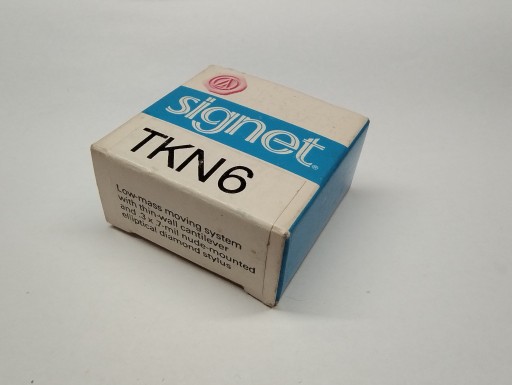 signet®
TKN6
Low-mass moving system
with thin-wall cantilever
and .3 x .7-mil nude-mounted
elliptical diamond stylus